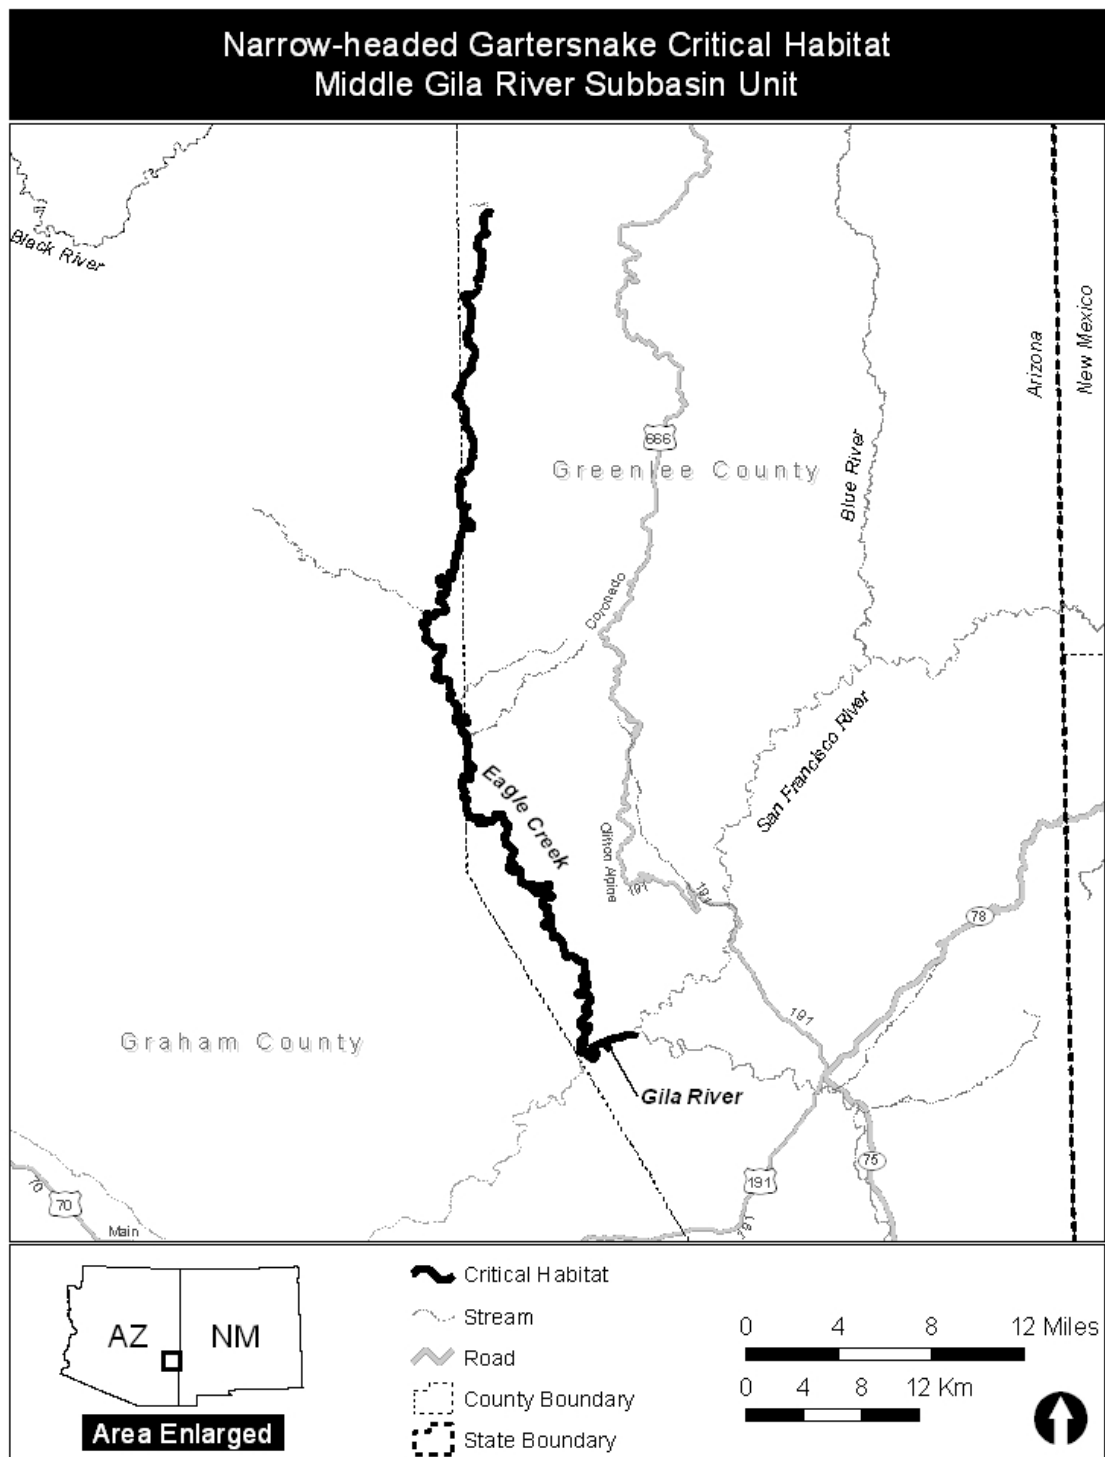 Narrow-headed Gartersnake Critical Habitat
Middle Gila River Subbasin Unit
Black River
Arizona
New Mexico
666
Greenlee County
Blue River
Coronado
San Francisco River
Eagle Creek
Clifton Alpine
191
191
78
191
Graham County
Gila River
75
191
191
70
70
Main
AZ
NM
Area Enlarged
Critical Habitat
Stream
Road
County Boundary
State Boundary
0 4 8 12 Miles
0 4 8 12 Km